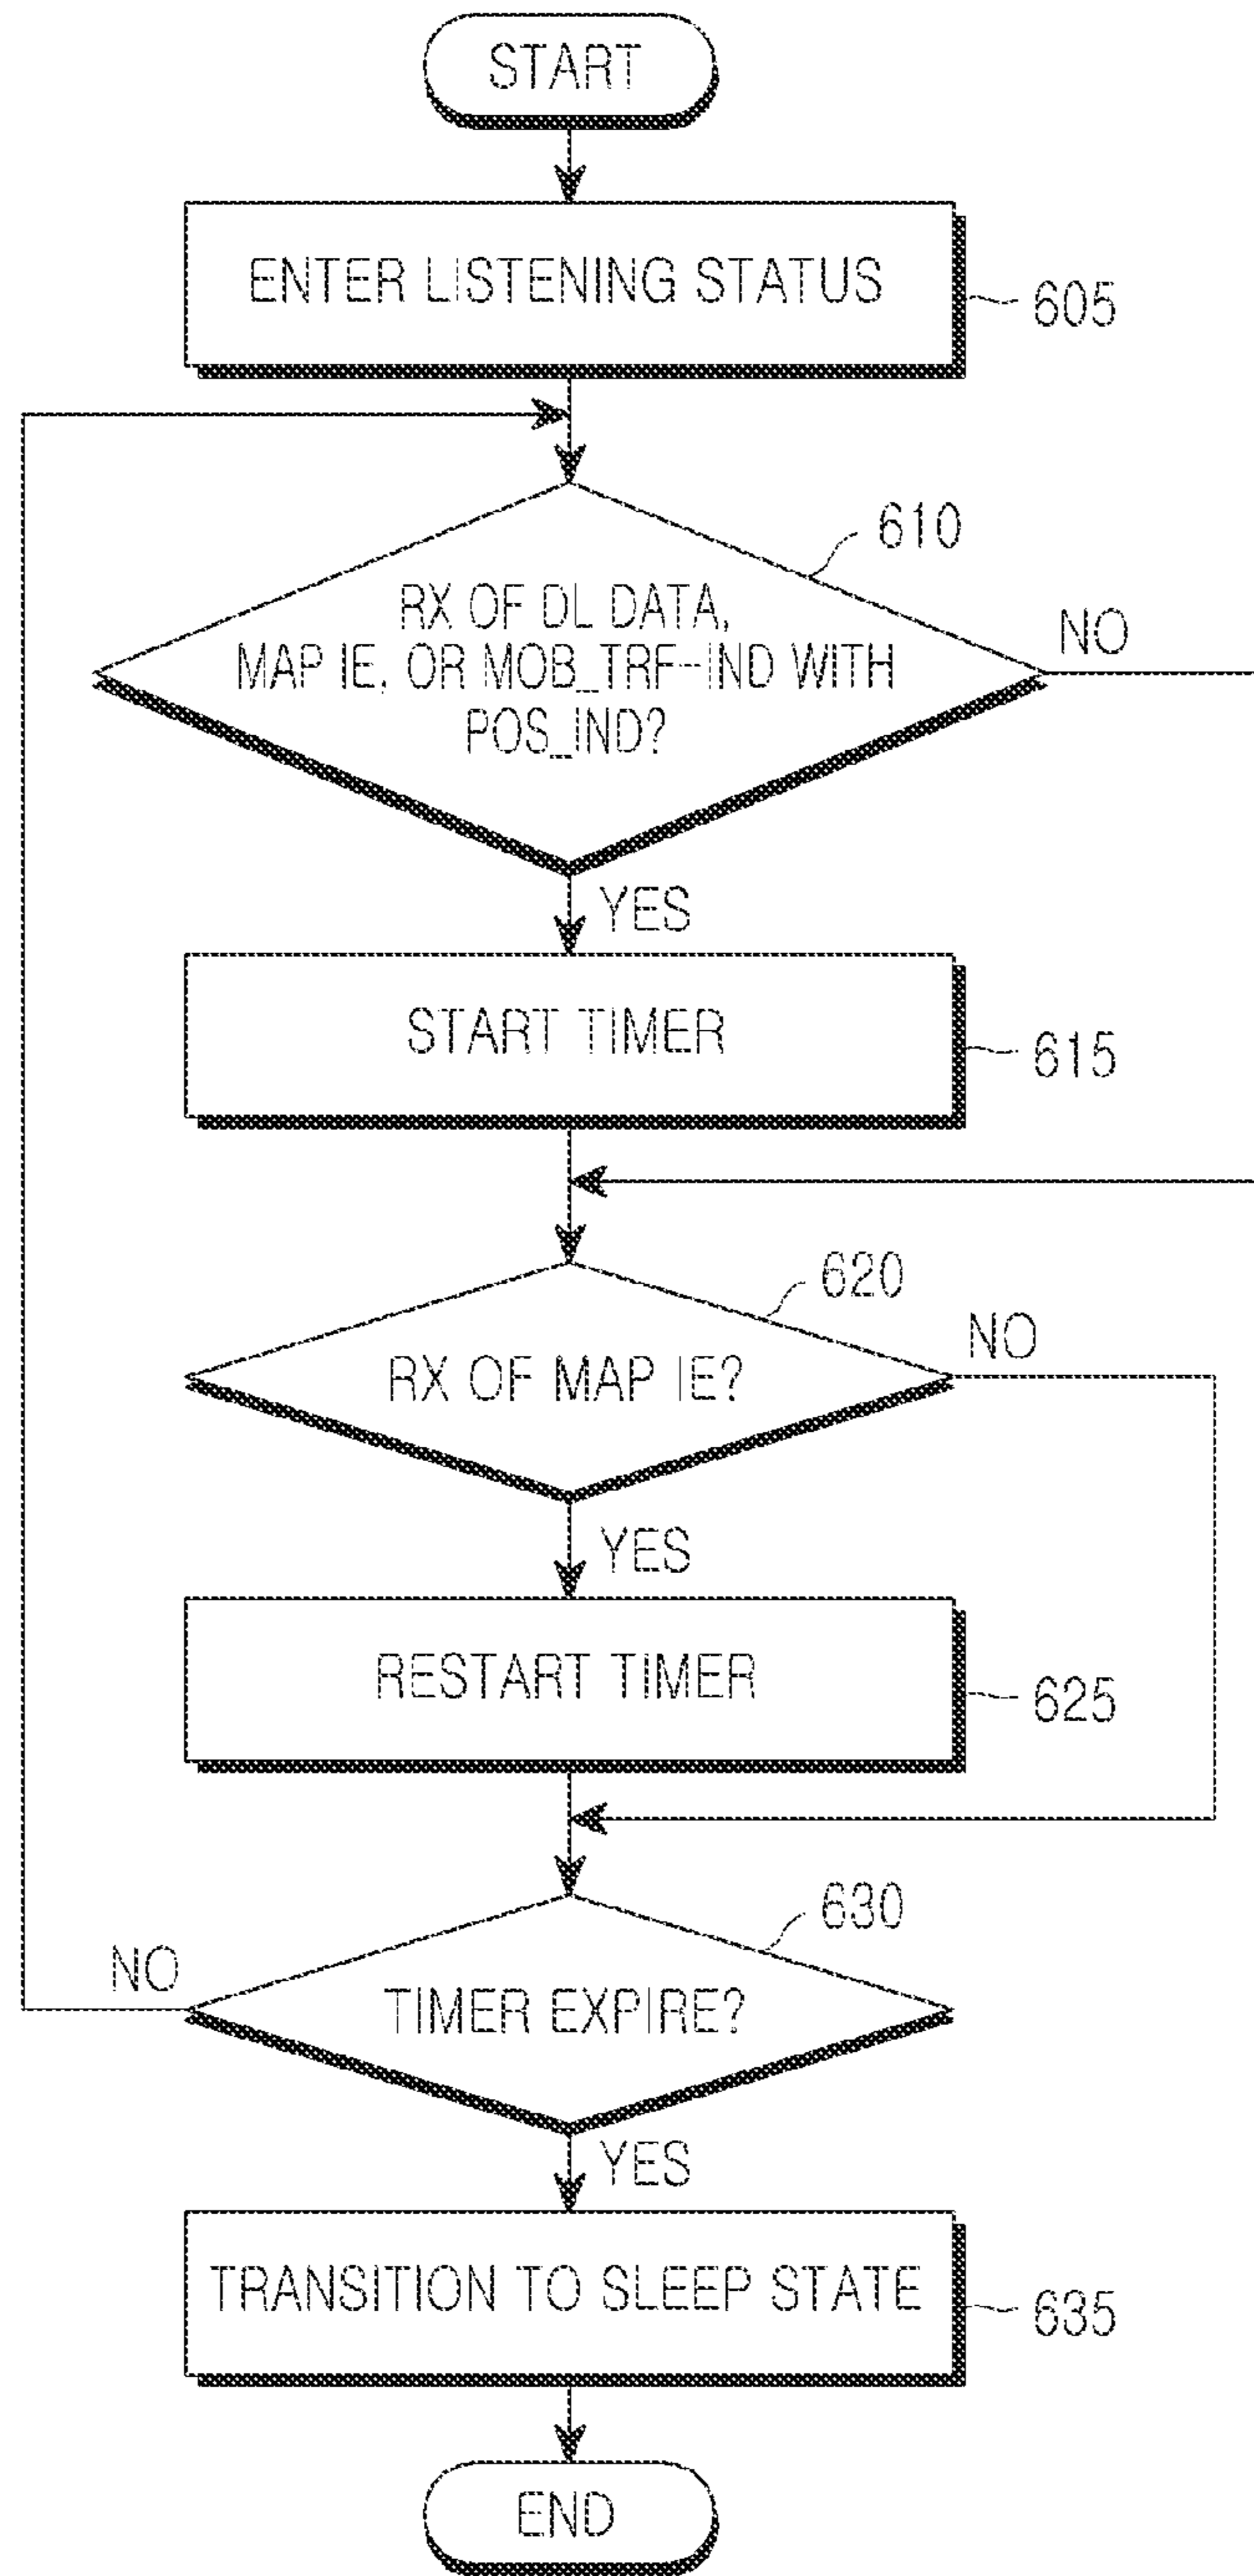 START
ENTER LISTENING STATUS
605
610
RX OF DL DATA,
MAP IE, OR MOB_TRF-IND WITH
POS_IND?
NO
YES
START TIMER
615
620
RX OF MAP IE?
NO
YES
RESTART TIMER
625
630
NO
TIMER EXPIRE?
YES
TRANSITION TO SLEEP STATE
635
END